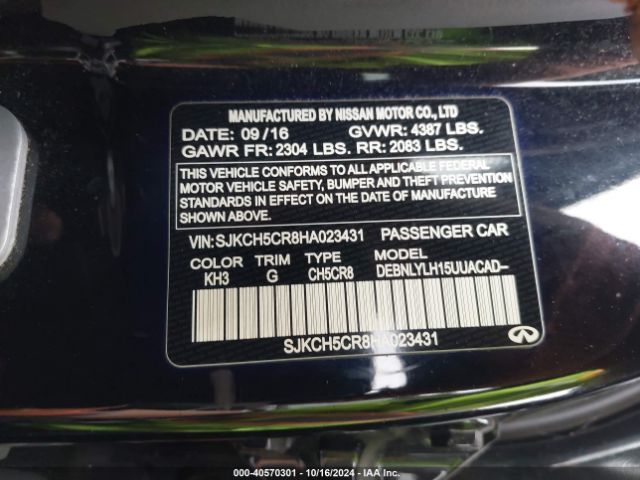 MANUFACTURED BY NISSAN MOTOR CO., LTD
DATE: 09/16 GVWR: 4387 LBS.
GAWR FR: 2304 LBS. RR: 2083 LBS.
THIS VEHICLE CONFORMS TO ALL APPLICABLE FEDERAL
MOTOR VEHICLE SAFETY, BUMPER AND THEFT PREVENTION
STANDARDS IN EFFECT ON THE DATE OF MANUFACTURE
SHOWN ABOVE.
VIN: SJKCH5CR8HA023431 PASSENGER CAR
COLOR TRIM TYPE MODEL
KH3 G CH5CR8 DEBNLYLH15UUACAD–
SJKCH5CR8HA023431
000-40570301 - 10/16/2024 - IAA Holdings, LLC